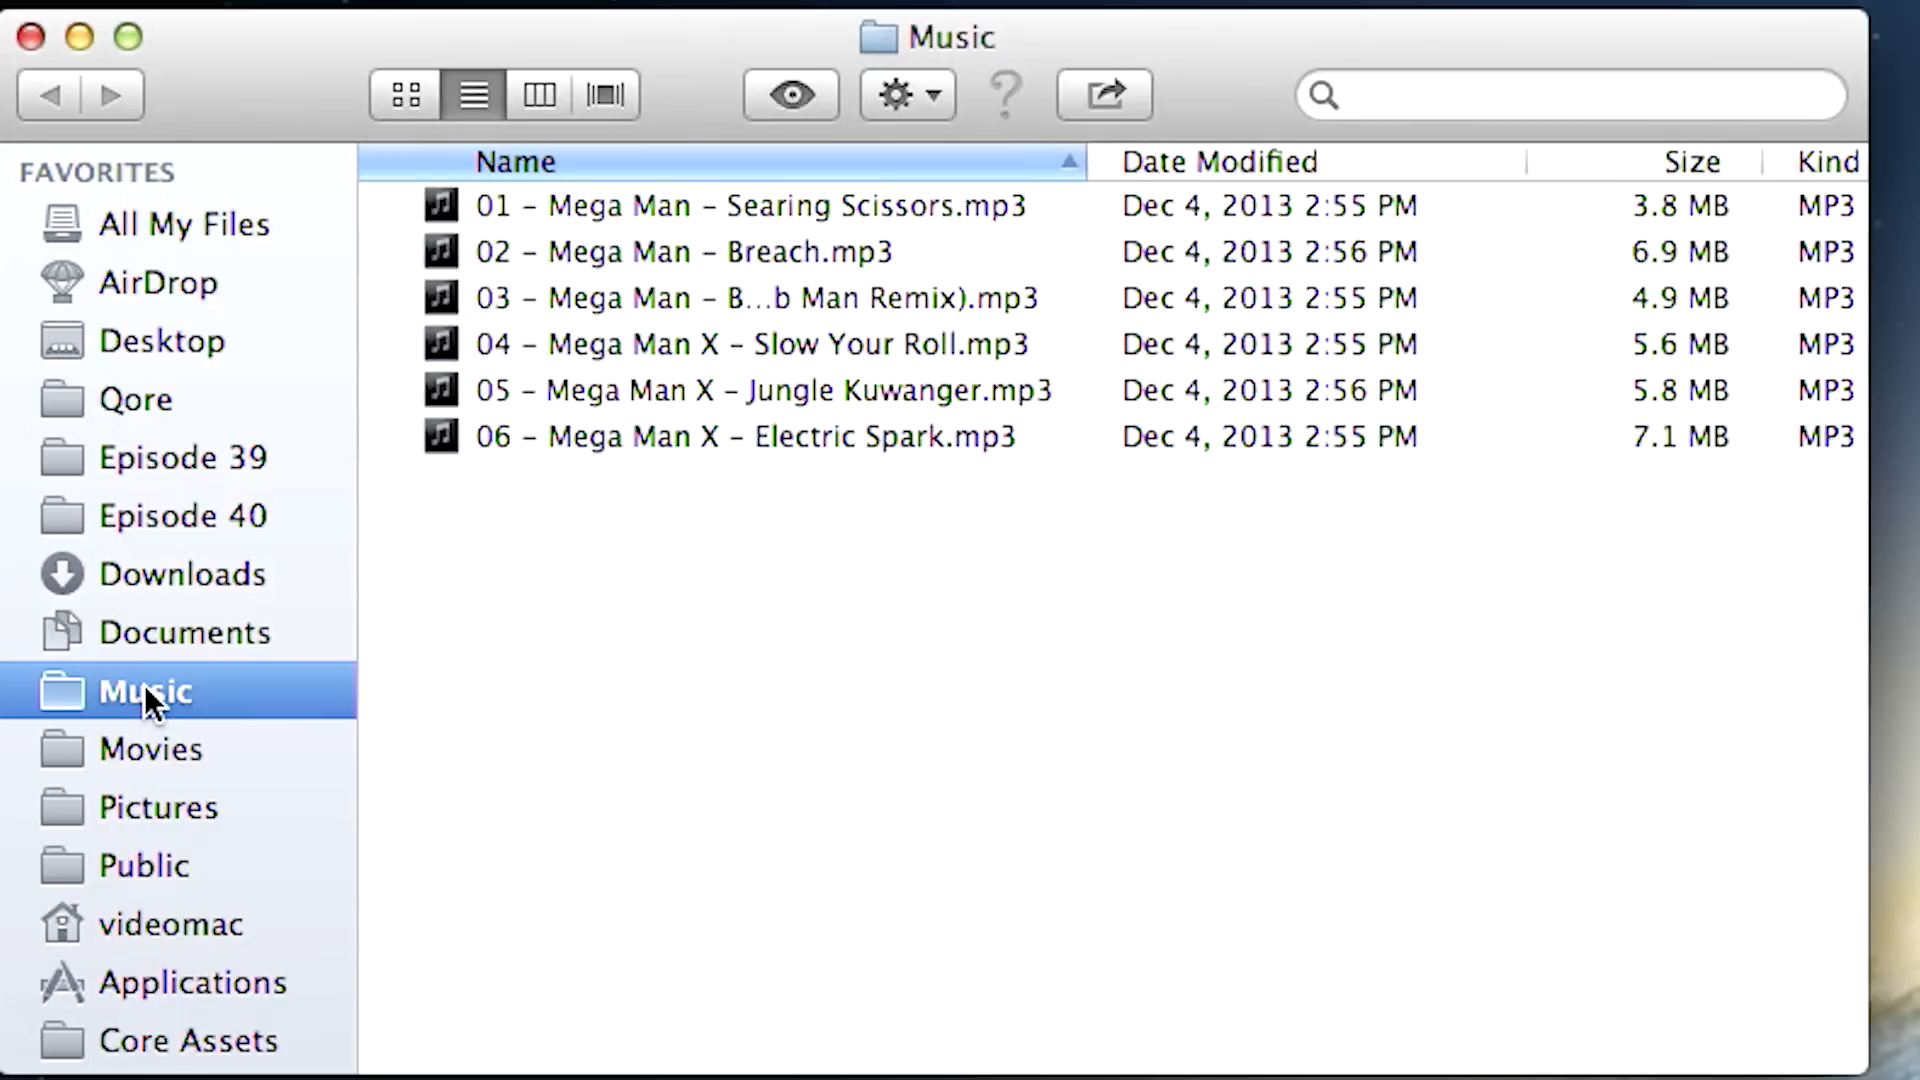 Music
FAVORITES
All My Files
AirDrop
Desktop
Qore
Episode 39
Episode 40
Downloads
Documents
Music
Movies
Pictures
Public
videomac
Applications
Core Assets
Name Date Modified Size Kind
01 - Mega Man - Searing Scissors.mp3 Dec 4, 2013 2:55 PM 3.8 MB MP3
02 - Mega Man - Breach.mp3 Dec 4, 2013 2:56 PM 6.9 MB MP3
03 - Mega Man - B...b Man Remix).mp3 Dec 4, 2013 2:55 PM 4.9 MB MP3
04 - Mega Man X - Slow Your Roll.mp3 Dec 4, 2013 2:55 PM 5.6 MB MP3
05 - Mega Man X - Jungle Kuwanger.mp3 Dec 4, 2013 2:56 PM 5.8 MB MP3
06 - Mega Man X - Electric Spark.mp3 Dec 4, 2013 2:55 PM 7.1 MB MP3